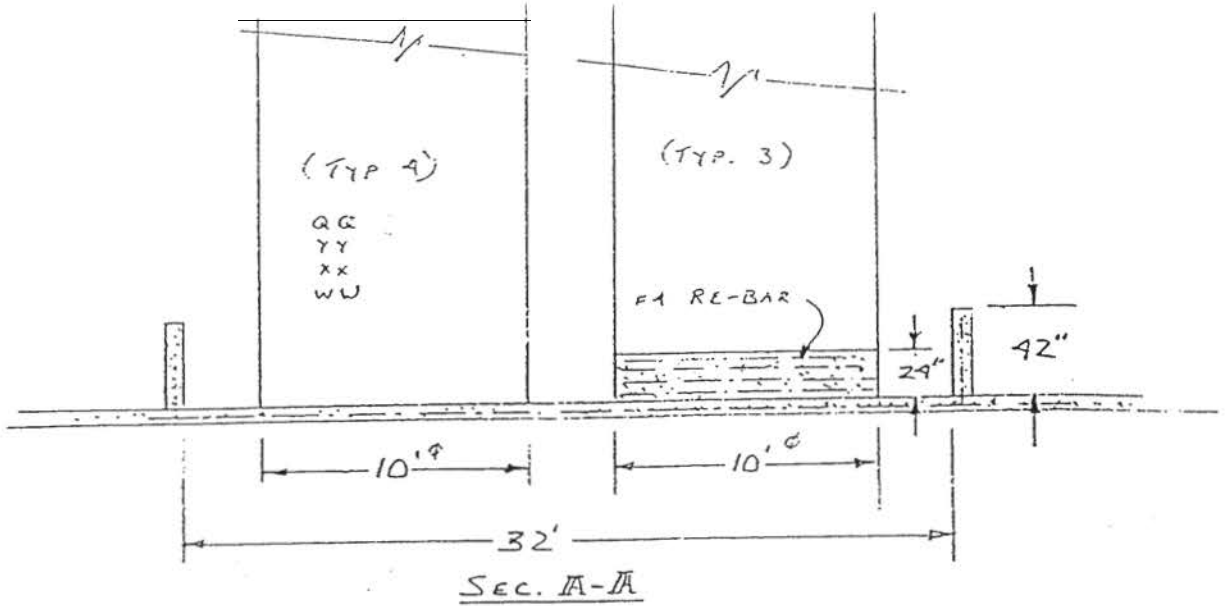 (TYP 4)
(TYP. 3)
QQ
YY
XX
WW
RE-BAR
24"
42"
10'
10'
32'
SEC. A-A